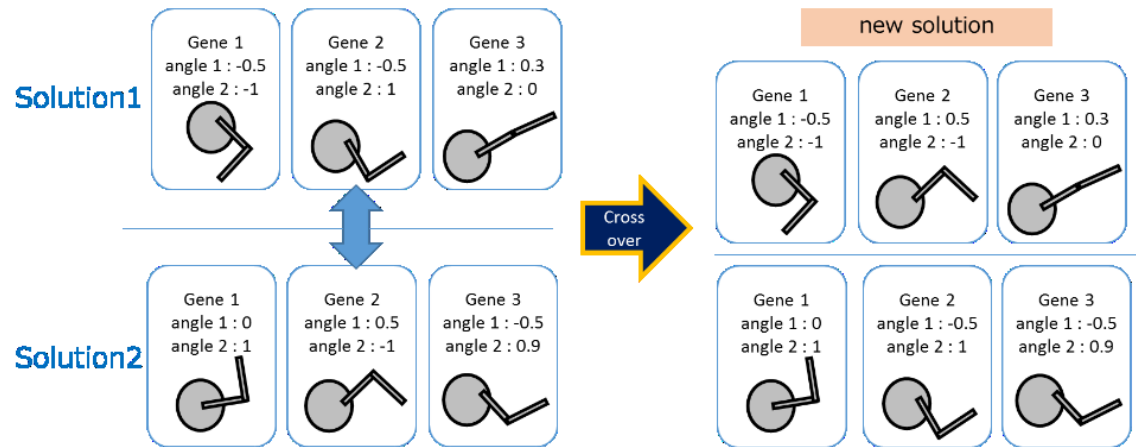 new solution
Solution1
Gene 1
angle 1 : -0.5
angle 2 : -1
Gene 2
angle 1 : -0.5
angle 2 : 1
Gene 3
angle 1 : 0.3
angle 2 : 0
Solution2
Gene 1
angle 1 : 0
angle 2 : 1
Gene 2
angle 1 : 0.5
angle 2 : -1
Gene 3
angle 1 : -0.5
angle 2 : 0.9
Cross
over
Gene 1
angle 1 : -0.5
angle 2 : -1
Gene 2
angle 1 : 0.5
angle 2 : -1
Gene 3
angle 1 : 0.3
angle 2 : 0
Gene 1
angle 1 : 0
angle 2 : 1
Gene 2
angle 1 : -0.5
angle 2 : 1
Gene 3
angle 1 : -0.5
angle 2 : 0.9